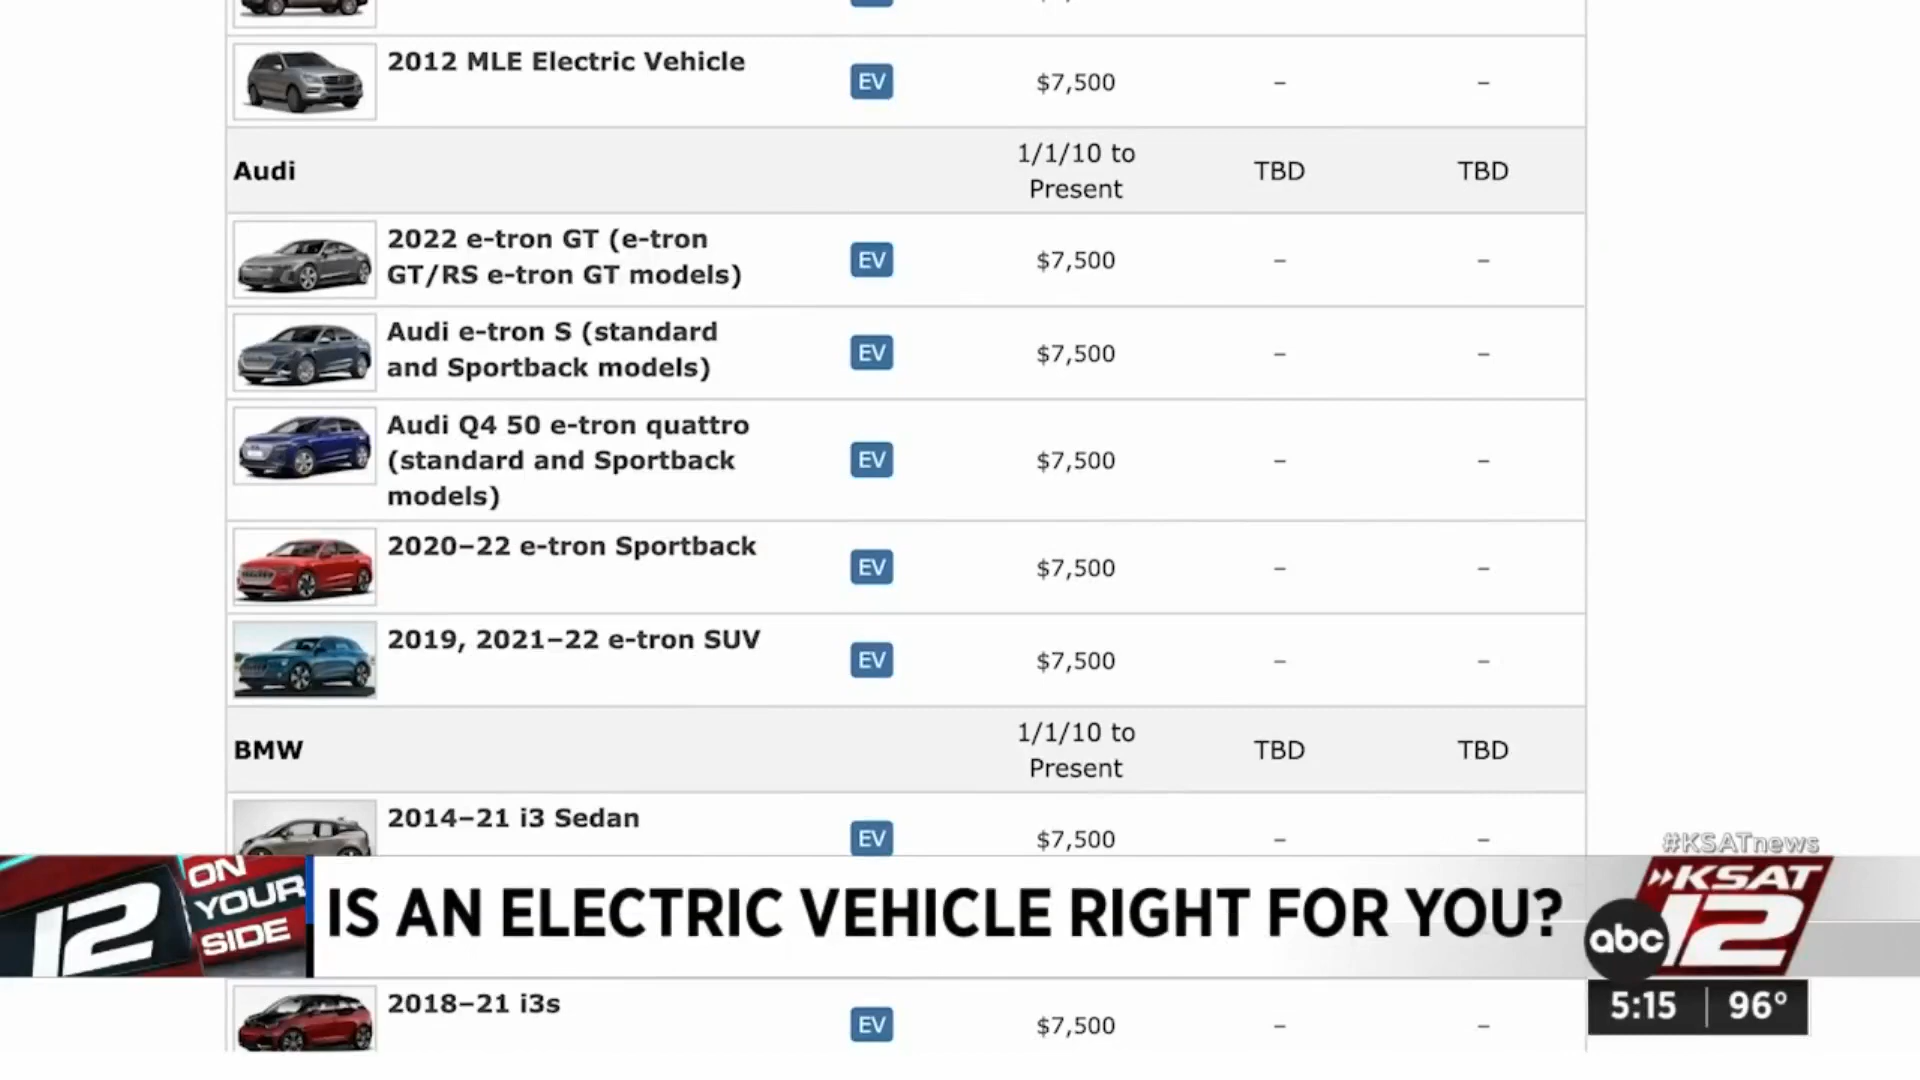 2012 MLE Electric Vehicle
EV
$7,500
–
–
Audi
1/1/10 to
Present
TBD
TBD
2022 e-tron GT (e-tron
GT/RS e-tron GT models)
EV
$7,500
–
–
Audi e-tron S (standard
and Sportback models)
EV
$7,500
–
–
Audi Q4 50 e-tron quattro
(standard and Sportback
models)
EV
$7,500
–
–
2020–22 e-tron Sportback
EV
$7,500
–
–
2019, 2021–22 e-tron SUV
EV
$7,500
–
–
BMW
1/1/10 to
Present
TBD
TBD
2014–21 i3 Sedan
EV
$7,500
–
–
#KSATnews
12
ON
YOUR
SIDE
IS AN ELECTRIC VEHICLE RIGHT FOR YOU?
KSAT
abc
12
2018–21 i3s
EV
$7,500
–
–
5:15
96°